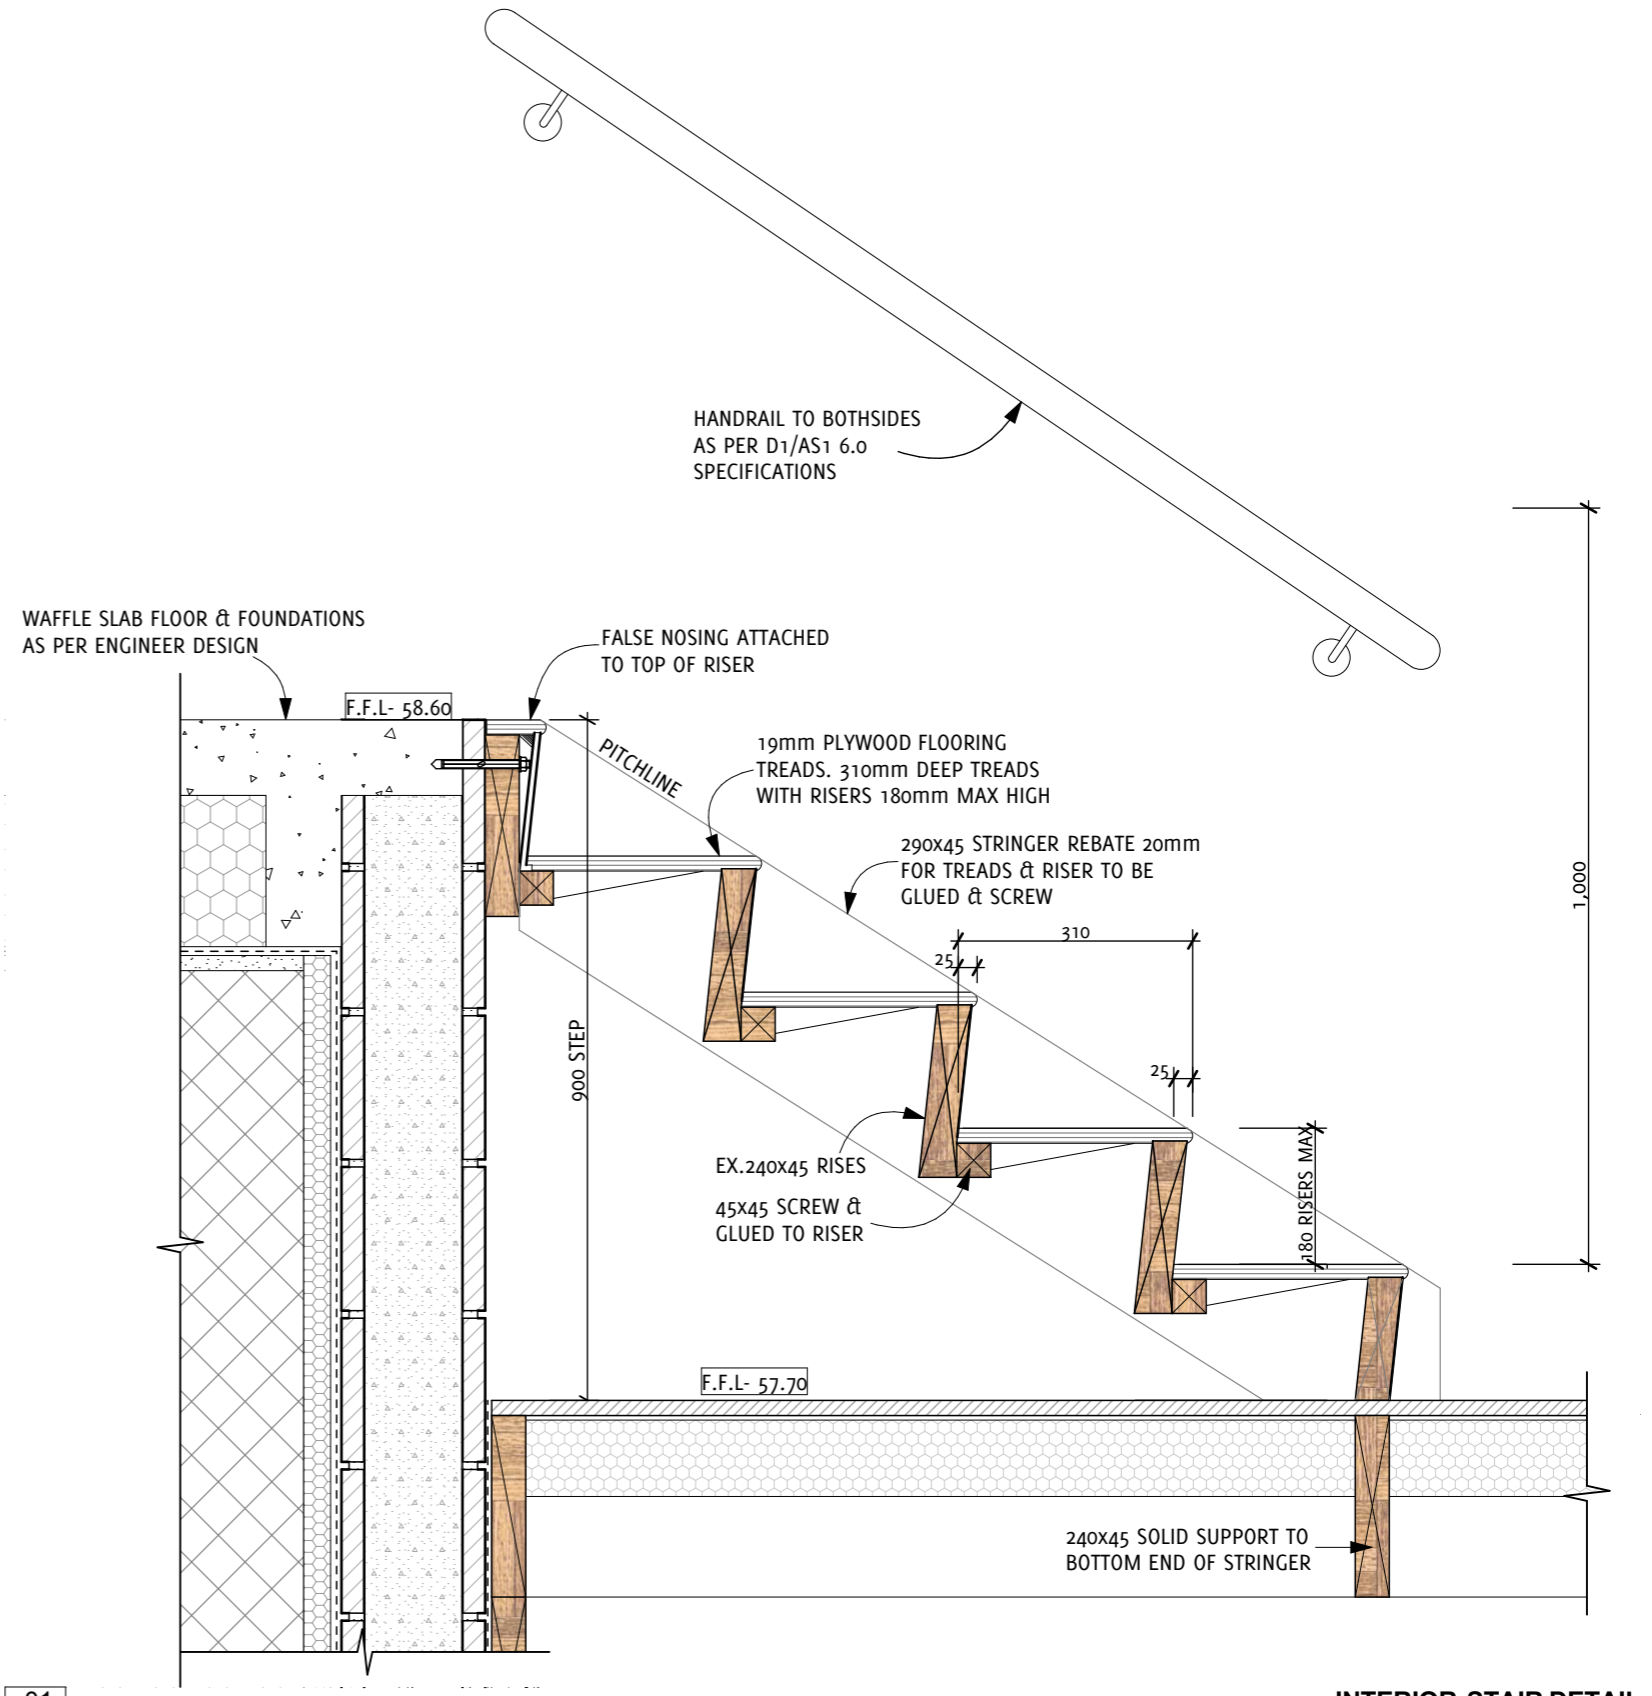 HANDRAIL TO BOTHSIDES
AS PER D1/AS1 6.0
SPECIFICATIONS
WAFFLE SLAB FLOOR & FOUNDATIONS
AS PER ENGINEER DESIGN
FALSE NOSING ATTACHED
TO TOP OF RISER
F.F.L- 58.60
PITCHLINE
19mm PLYWOOD FLOORING
TREADS. 310mm DEEP TREADS
WITH RISERS 180mm MAX HIGH
290x45 STRINGER REBATE 20mm
FOR TREADS & RISER TO BE
GLUED & SCREW
1,000
310
25
900 STEP
25
EX.240x45 RISES
45x45 SCREW &
GLUED TO RISER
180 RISERS MAX
F.F.L- 57.70
240x45 SOLID SUPPORT TO
BOTTOM END OF STRINGER
INTERIOR STAIR DETAIL